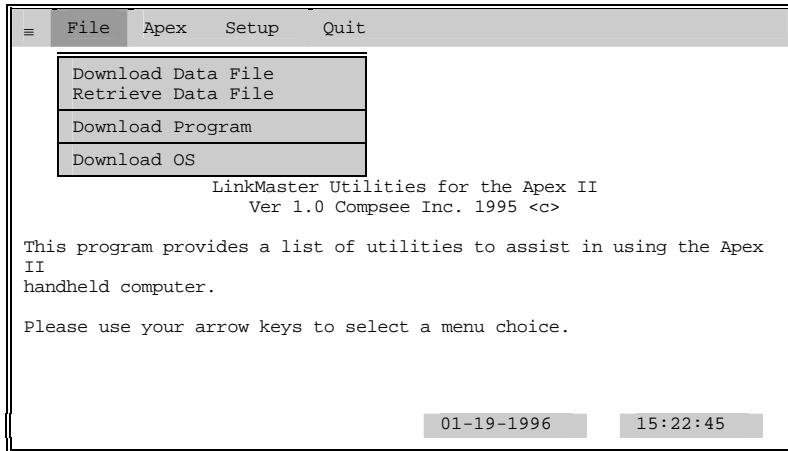 ≡ File Apex Setup Quit
Download Data File
Retrieve Data File
Download Program
Download OS
LinkMaster Utilities for the Apex II
Ver 1.0 Compsee Inc. 1995 <c>
This program provides a list of utilities to assist in using the Apex
II
handheld computer.
Please use your arrow keys to select a menu choice.
01-19-1996 15:22:45